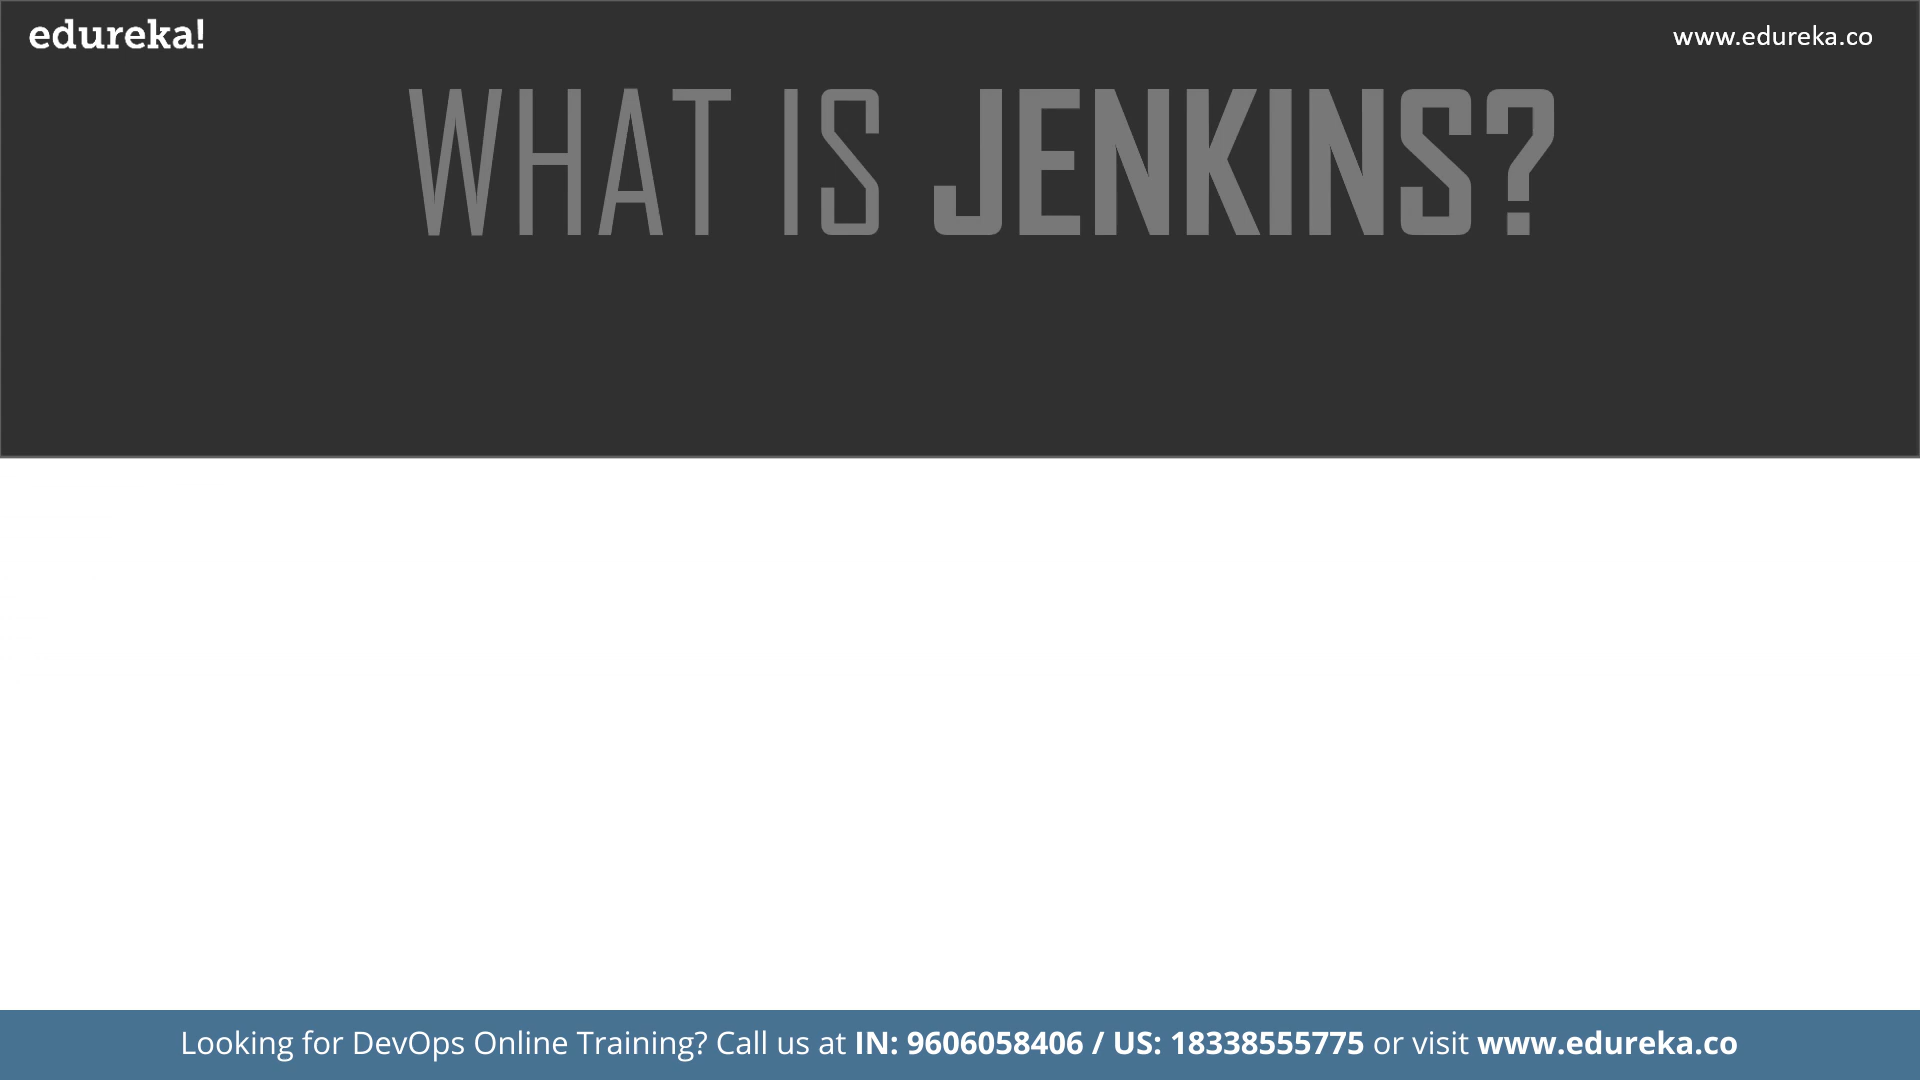 edureka!
www.edureka.co
WHAT IS JENKINS?
Looking for DevOps Online Training? Call us at IN: 9606058406 / US: 18338555775 or visit www.edureka.co